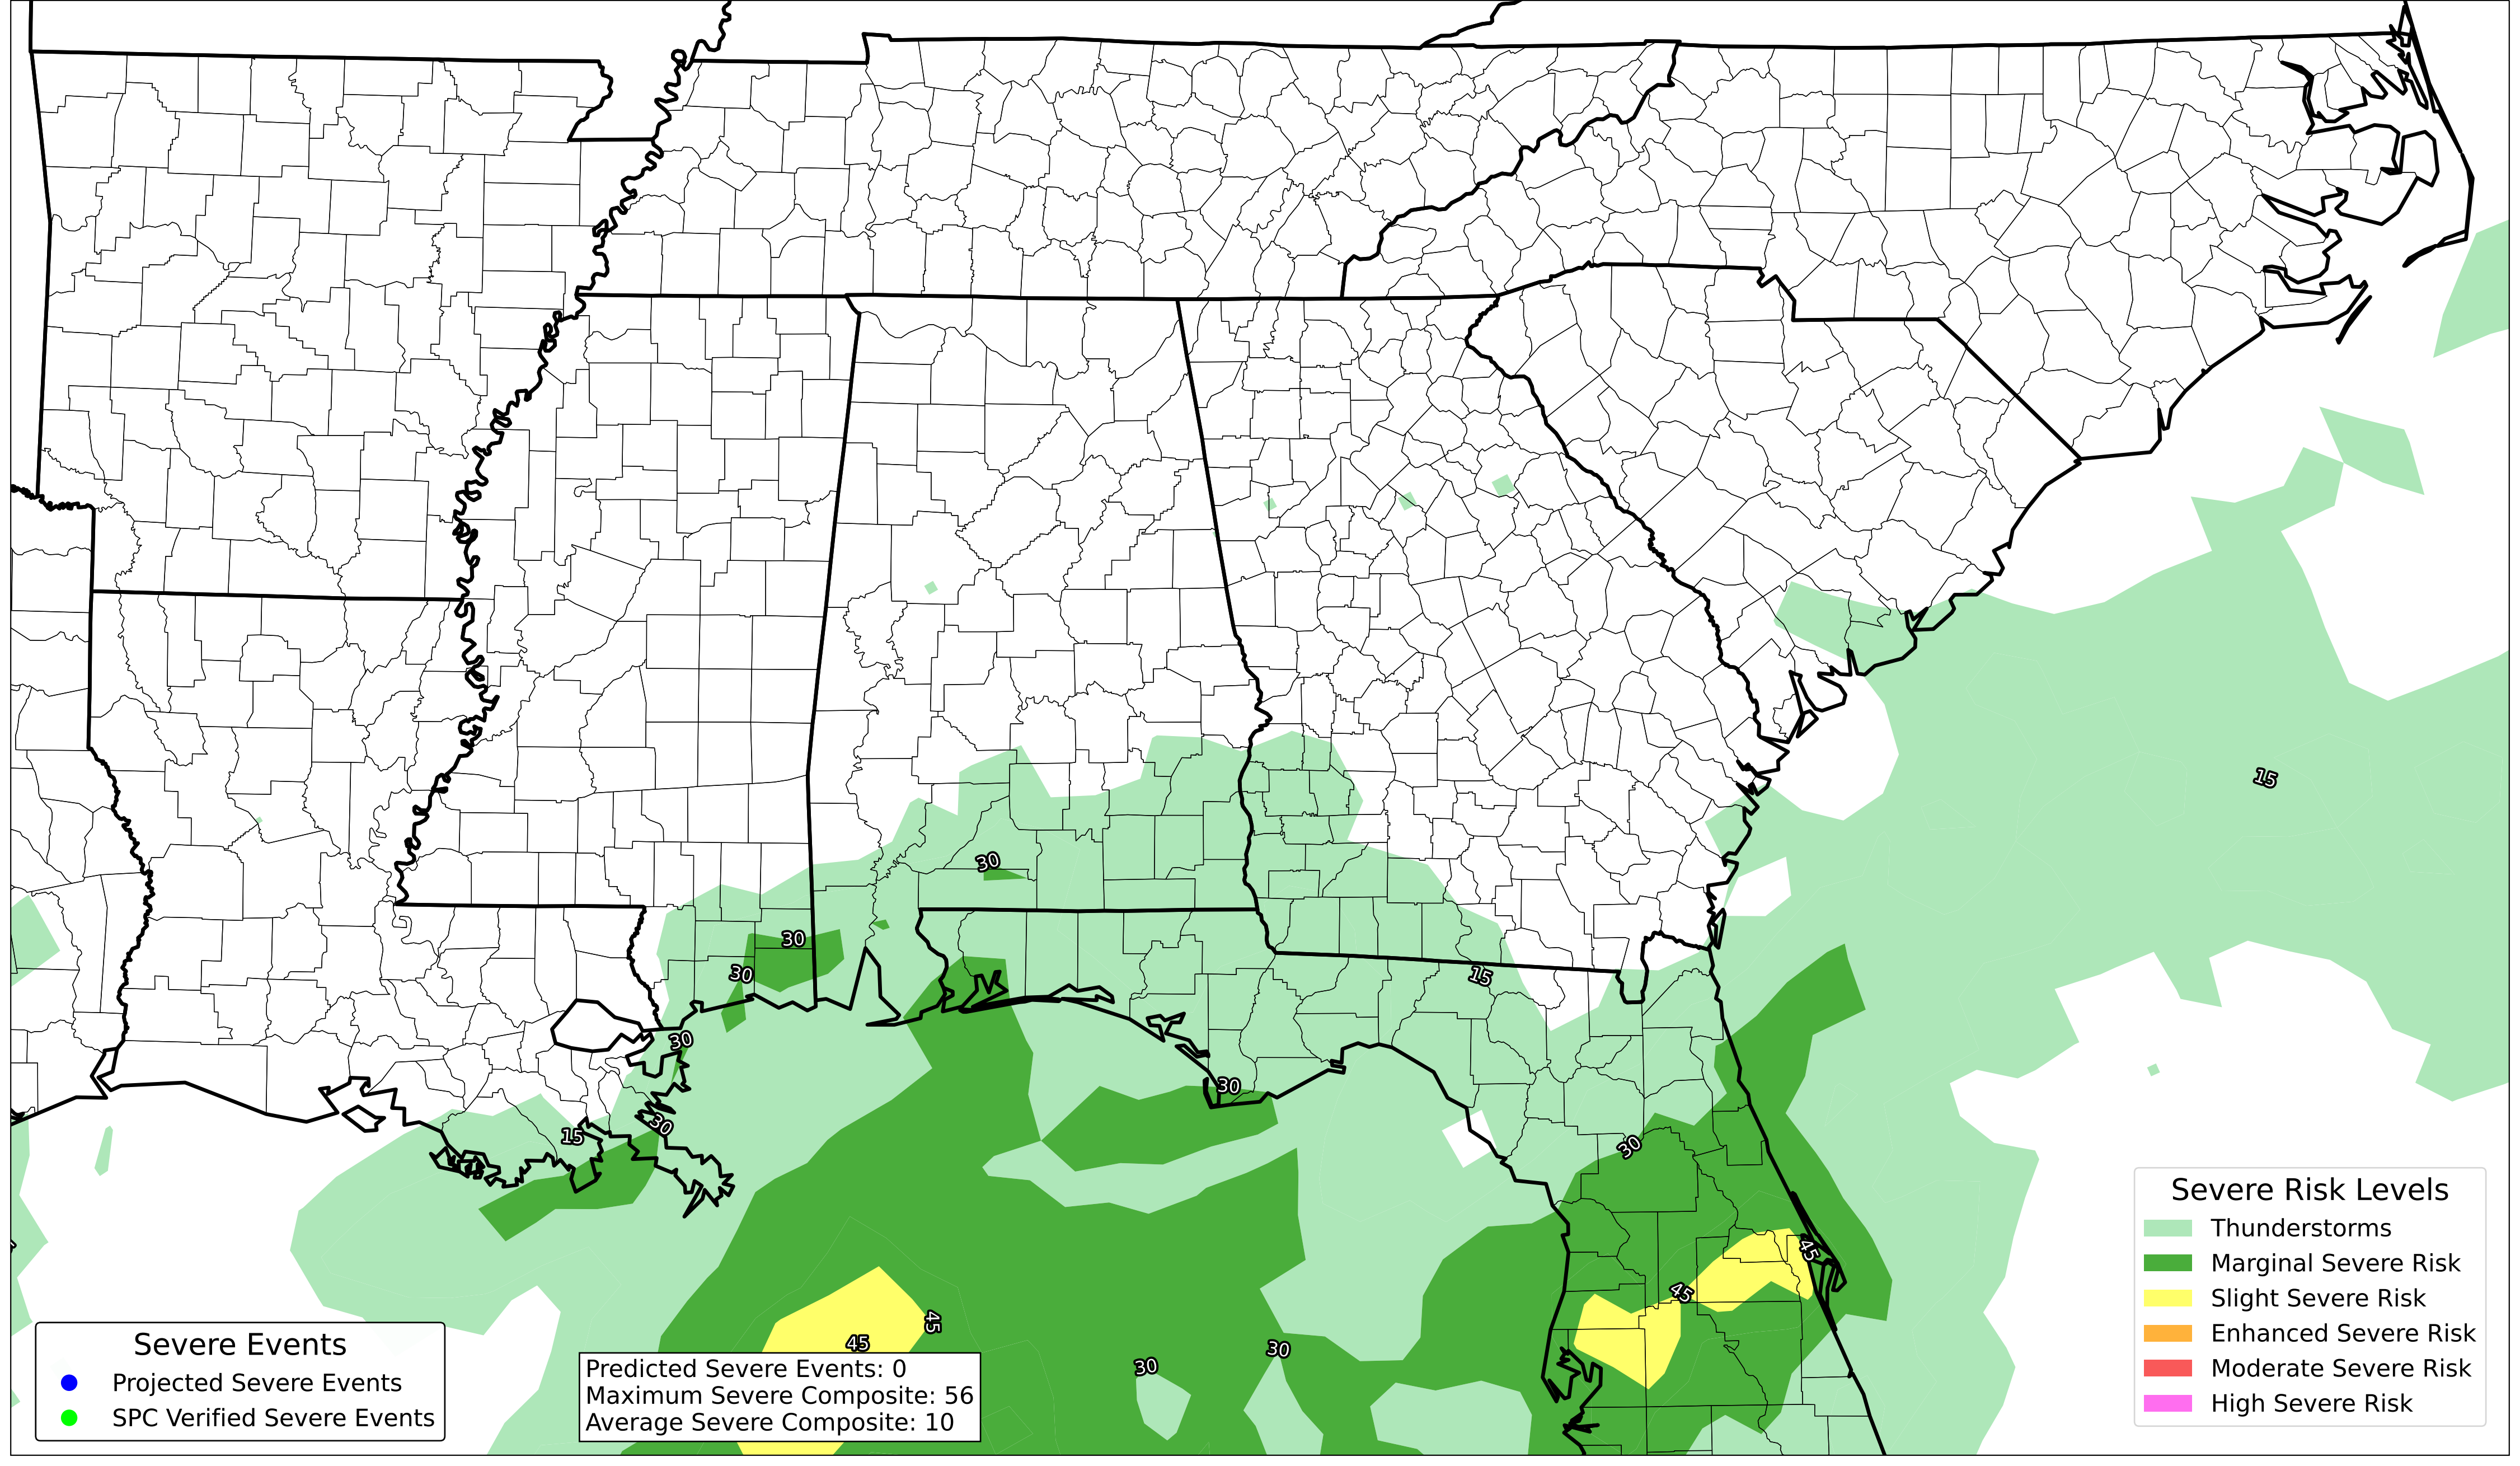 15
30
30
30
15
30
30
30
15
30
45
45
45
45
30
30
Severe Risk Levels
Thunderstorms
Marginal Severe Risk
Slight Severe Risk
Enhanced Severe Risk
Moderate Severe Risk
High Severe Risk
Severe Events
Projected Severe Events
SPC Verified Severe Events
Predicted Severe Events: 0
Maximum Severe Composite: 56
Average Severe Composite: 10